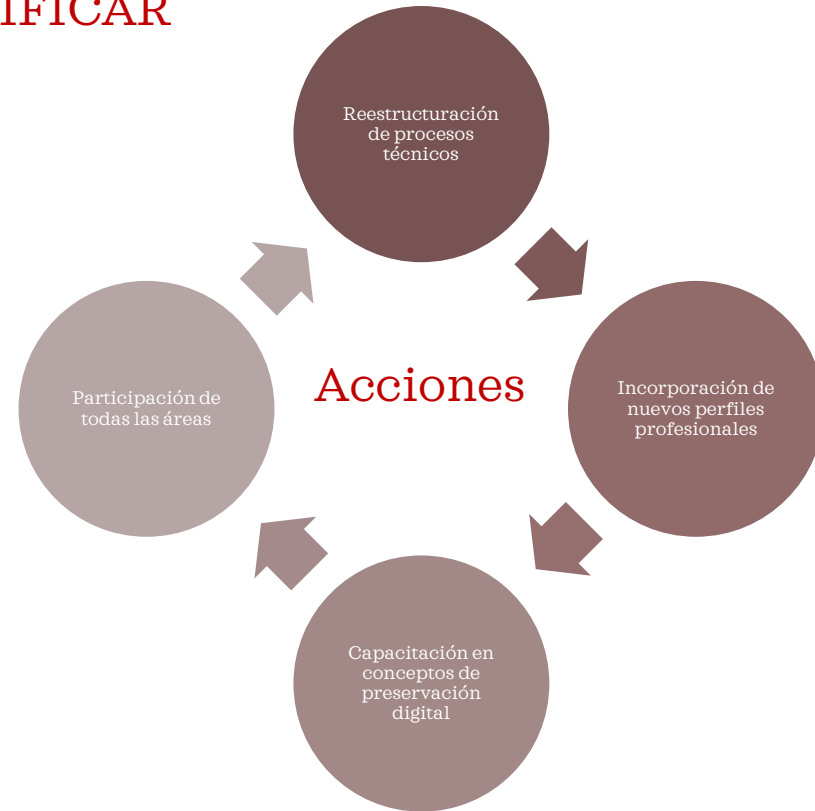 IFICAR
Reestructuración
de procesos
técnicos
Participación de
todas las áreas
Acciones
Incorporación de
nuevos perfiles
profesionales
Capacitación en
conceptos de
preservación
digital